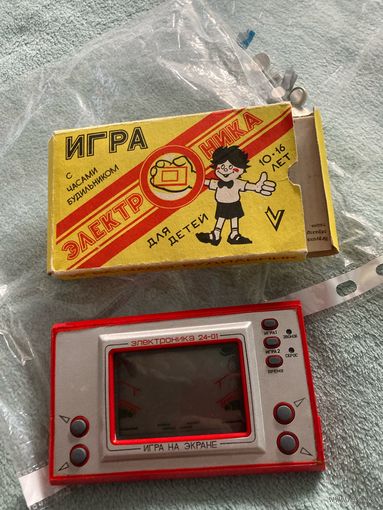 ИГРА
С
ЧАСАМИ
БУДИЛЬНИКОМ
ЭЛЕКТРОНИКА
ДЛЯ ДЕТЕЙ
10-16
ЛЕТ
электроника 24-01
ИГРА 1
ЗВОНОК
ИГРА 2
СБРОС
ВРЕМЯ
ИГРА НА ЭКРАНЕ